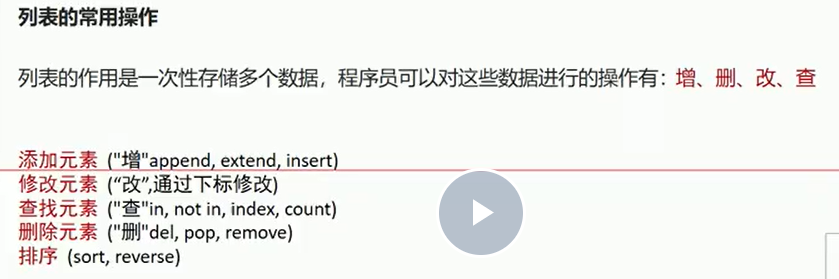 列表的常用操作
列表的作用是一次性存储多个数据，程序员可以对这些数据进行的操作有：增、删、改、查
添加元素 ("增"append, extend, insert)
修改元素 (“改”,通过下标修改)
查找元素 ("查"in, not in, index, count)
删除元素 ("删"del, pop, remove)
排序 (sort, reverse)